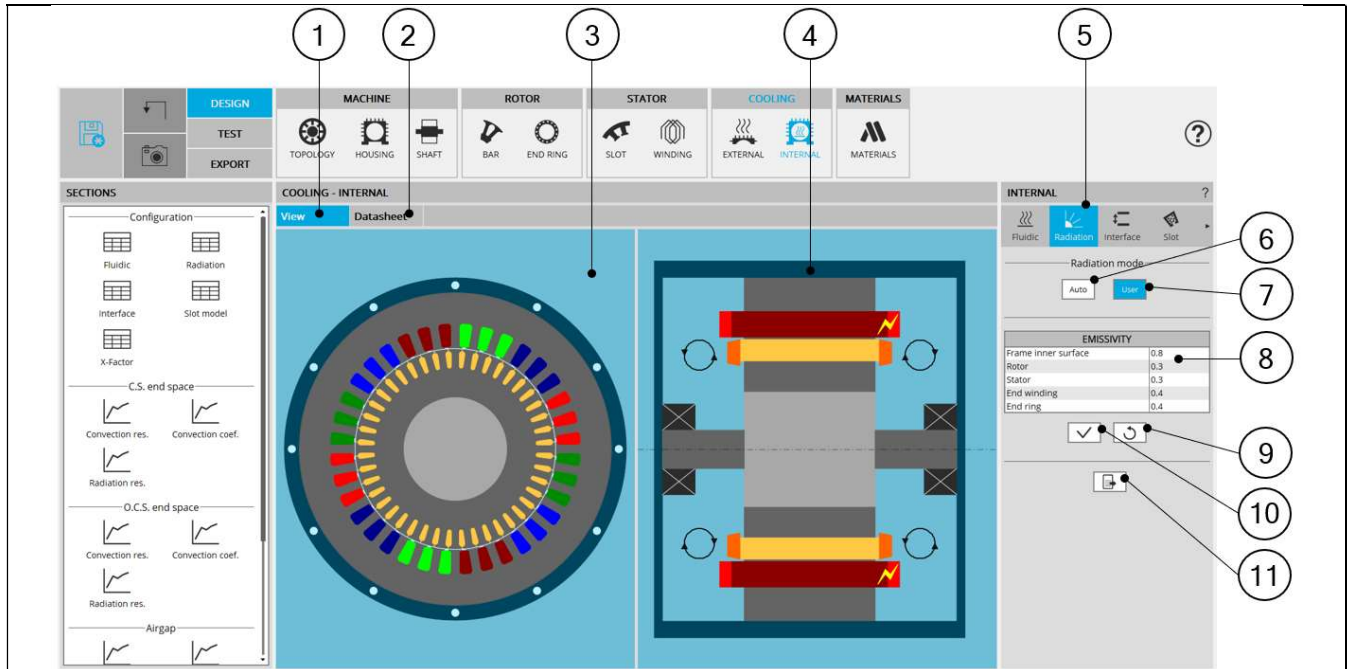 1
2
3
4
5
DESIGN
TEST
EXPORT
MACHINE
TOPOLOGY
HOUSING
SHAFT
ROTOR
BAR
END RING
STATOR
SLOT
WINDING
COOLING
EXTERNAL
INTERNAL
MATERIALS
MATERIALS
?
SECTIONS
Configuration
Fluidic
Radiation
Interface
Slot model
X-Factor
C.S. end space
Convection res.
Convection coef.
Radiation res.
O.C.S. end space
Convection res.
Convection coef.
Radiation res.
Airgap
COOLING - INTERNAL
View
Datasheet
INTERNAL
?
Fluidic
Radiation
Interface
Slot
Radiation mode
Auto
User
EMISSIVITY
Frame inner surface 0.8
Rotor 0.3
Stator 0.3
End winding 0.4
End ring 0.4
6
7
8
9
10
11